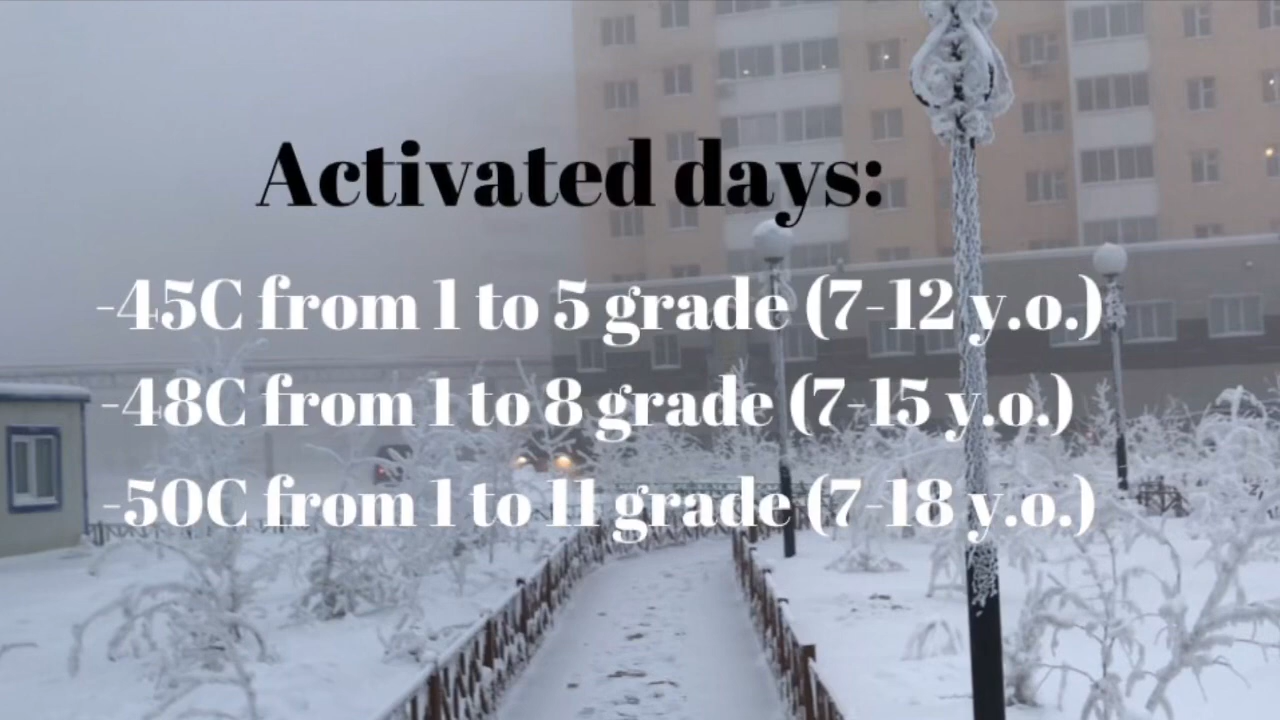 Activated days:
-45C from 1 to 5 grade (7-12 y.o.)
-48C from 1 to 8 grade (7-15 y.o.)
-50C from 1 to 11 grade (7-18 y.o.)